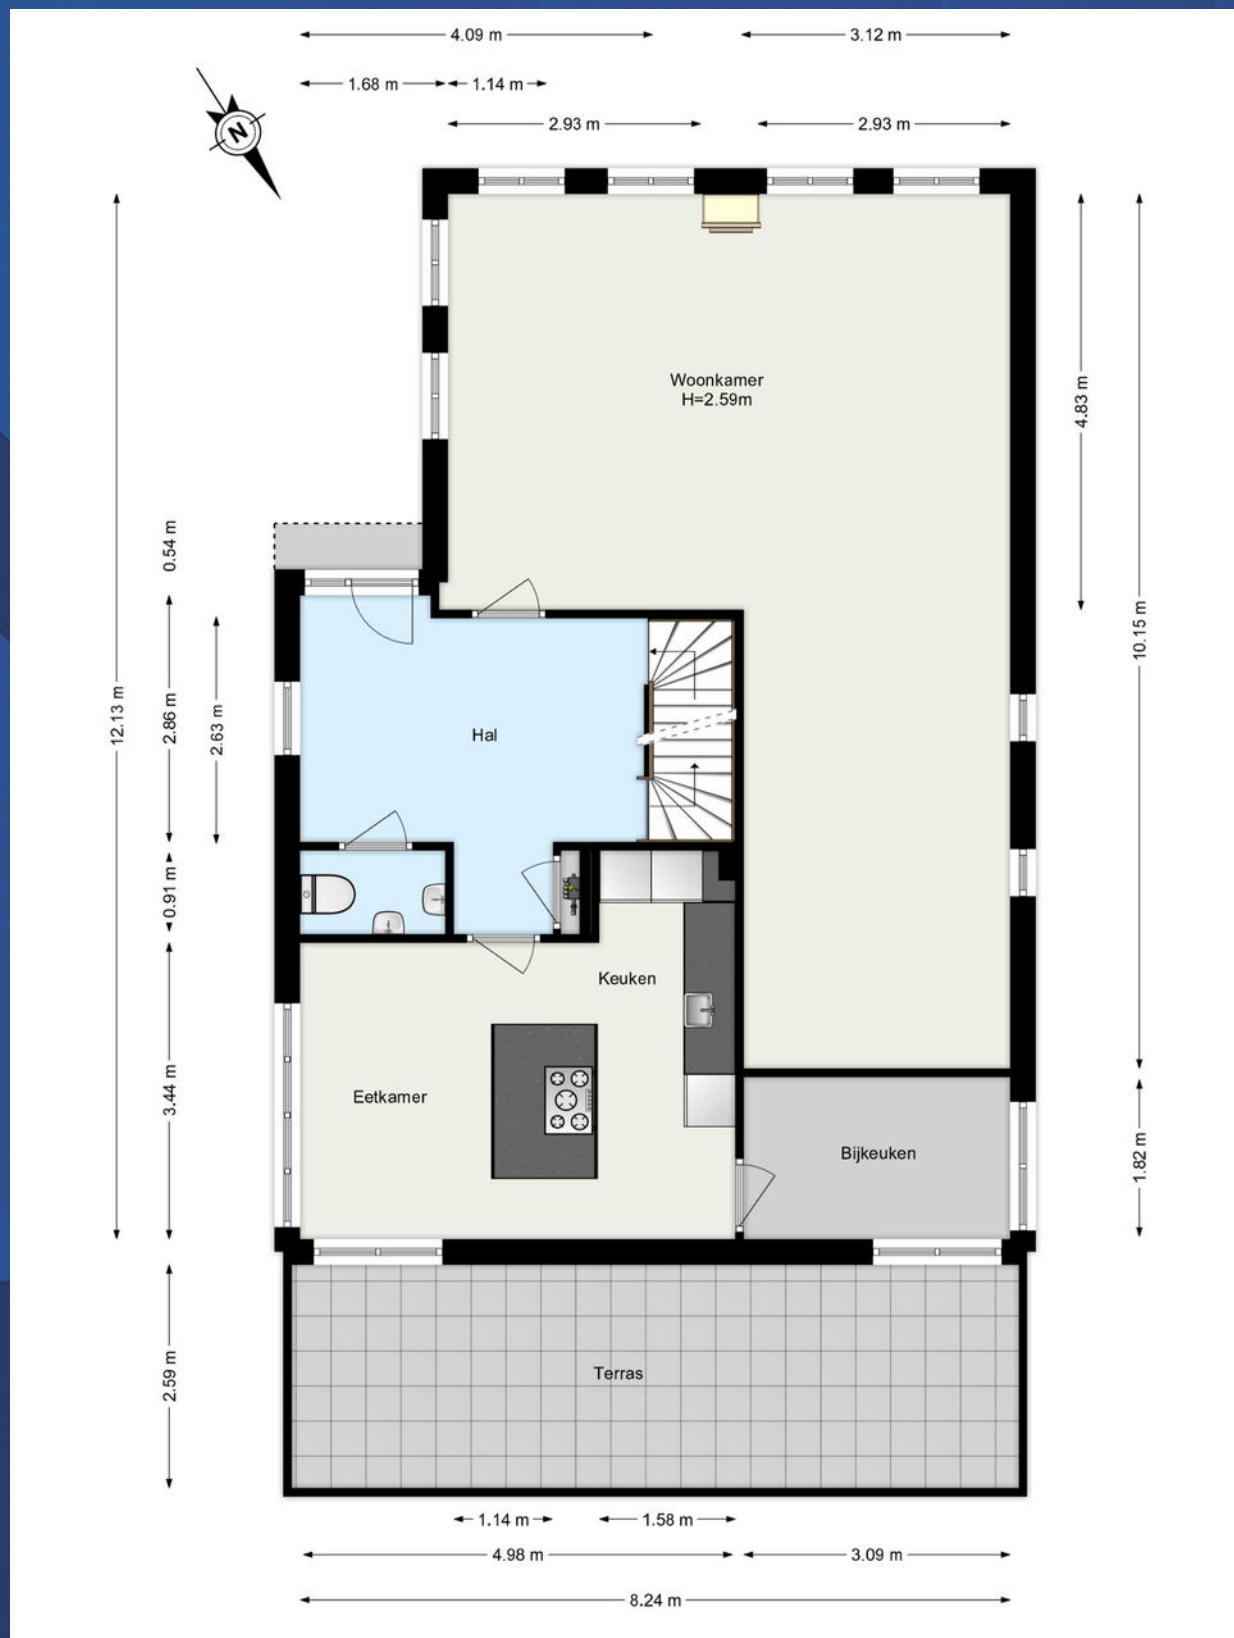 4.09 m
3.12 m
1.68 m
1.14 m
2.93 m
2.93 m
N
Woonkamer
H=2.59m
4.83 m
0.54 m
10.15 m
12.13 m
2.86 m
2.63 m
Hal
0.91 m
Keuken
3.44 m
Eetkamer
Bijkeuken
1.82 m
Terras
2.59 m
1.14 m
1.58 m
4.98 m
3.09 m
8.24 m